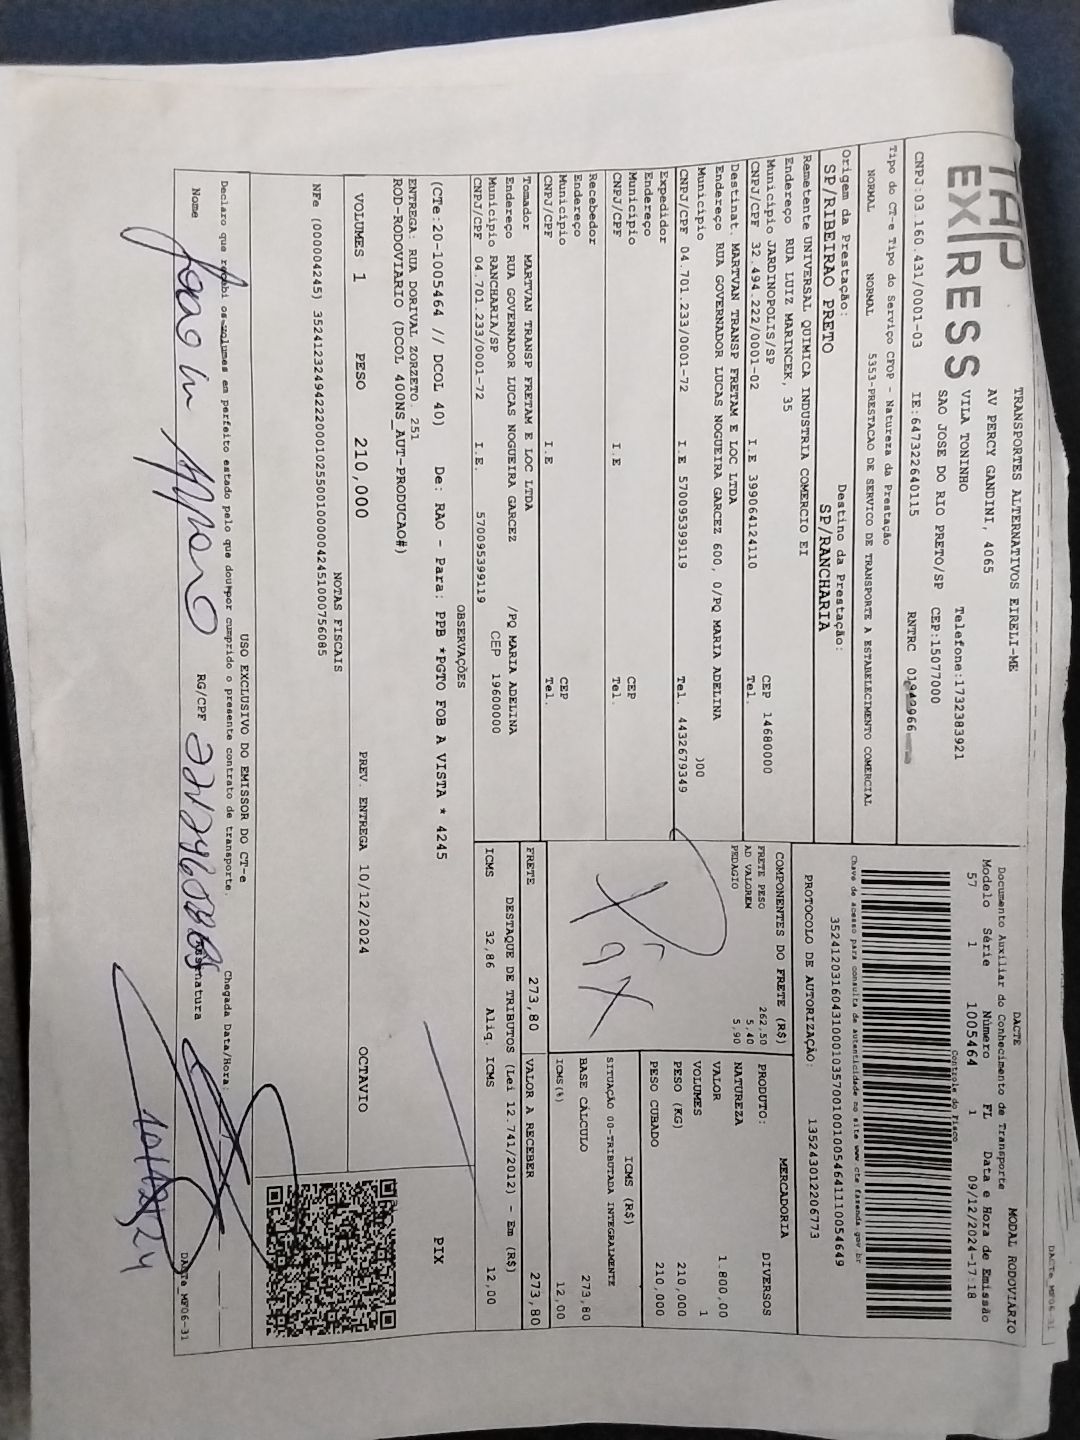 TAP
EXPRESS
TRANSPORTES ALTERNATIVOS EIRELI-ME
AV PERCY GANDINI, 4065
VILA TONINHO Telefone:1732383921
SAO JOSE DO RIO PRETO/SP CEP:15077000
CNPJ:03.160.431/0001-03 IE:647322640115 RNTRC
Tipo do CT-e Tipo do Serviço CFOP - Natureza da Prestação
NORMAL NORMAL 5353-PRESTACAO DE SERVICO DE TRANSPORTE A ESTABELECIMENTO COMERCIAL
Origem da Prestação: Destino da Prestação:
SP/RIBEIRAO PRETO SP/RANCHARIA
Remetente UNIVERSAL QUIMICA INDUSTRIA COMERCIO EI
Endereço RUA LUIZ MARINCEK, 35
Município JARDINOPOLIS/SP CEP 14680000
CNPJ/CPF 32.494.222/0001-02 I.E 399064124110 Tel.
Destinat. MARTVAN TRANSP FRETAM E LOC LTDA
Endereço RUA GOVERNADOR LUCAS NOGUEIRA GARCEZ 600, 0/PQ MARIA ADELINA
Município 000
CNPJ/CPF 04.701.233/0001-72 I.E 570095399119 Tel. 4432679349
Expedidor
Endereço
Município CEP
CNPJ/CPF I.E Tel.
Recebedor
Endereço
Município CEP
CNPJ/CPF I.E Tel.
Tomador MARTVAN TRANSP FRETAM E LOC LTDA
Endereço RUA GOVERNADOR LUCAS NOGUEIRA GARCEZ /PQ MARIA ADELINA
Município RANCHARIA/SP CEP 19600000
CNPJ/CPF 04.701.233/0001-72 I.E. 570095399119
DACTE MODAL RODOVIÁRIO
Documento Auxiliar do Conhecimento de Transporte
Modelo Série Número FL Data e Hora de Emissão
57 1 1005464 1 09/12/2024-17:18
Controle do Fisco
Chave de acesso para consulta de autenticidade no site www.cte.fazenda.gov.br
35241203160431000103570010010054641110054649
PROTOCOLO DE AUTORIZAÇÃO: 135243012206773
COMPONENTES DO FRETE (R$)
FRETE PESO 262,50
AD VALOREM 5,40
PEDAGIO 5,90
Pix
MERCADORIA
PRODUTO: DIVERSOS
NATUREZA
VALOR 1.800,00
VOLUMES 1
PESO (KG) 210,000
PESO CUBADO 210,000
ICMS (R$)
SITUAÇÃO 00-TRIBUTADA INTEGRALMENTE
BASE CÁLCULO 273,80
ICMS(%) 12,00
FRETE 273,80 VALOR A RECEBER 273,80
DESTAQUE DE TRIBUTOS (Lei 12.741/2012) - Em (R$)
ICMS 32,86 Alíq. ICMS 12,00
OBSERVAÇÕES
(CTe:20-1005464 // DCOL 40) De: RAO - Para: PPB *PGTO FOB A VISTA * 4245
ENTREGA: RUA DORIVAL ZORZETO. 251
ROD-RODOVIARIO (DCOL 400NS_AUT-PRODUCAO#)
PIX
VOLUMES 1 PESO 210,000 PREV. ENTREGA 10/12/2024 OCTAVIO
NOTAS FISCAIS
NFe (000004245) 35241232494222000102550010000042451000756085
USO EXCLUSIVO DO EMISSOR DO CT-e
Declaro que recebi os volumes em perfeito estado pelo que dou por cumprido o presente contrato de transporte. Chegada Data/Hora:
Nome RG/CPF Assinatura
10/12/24
DACTe_MF06-31
DACTe_MF06-31